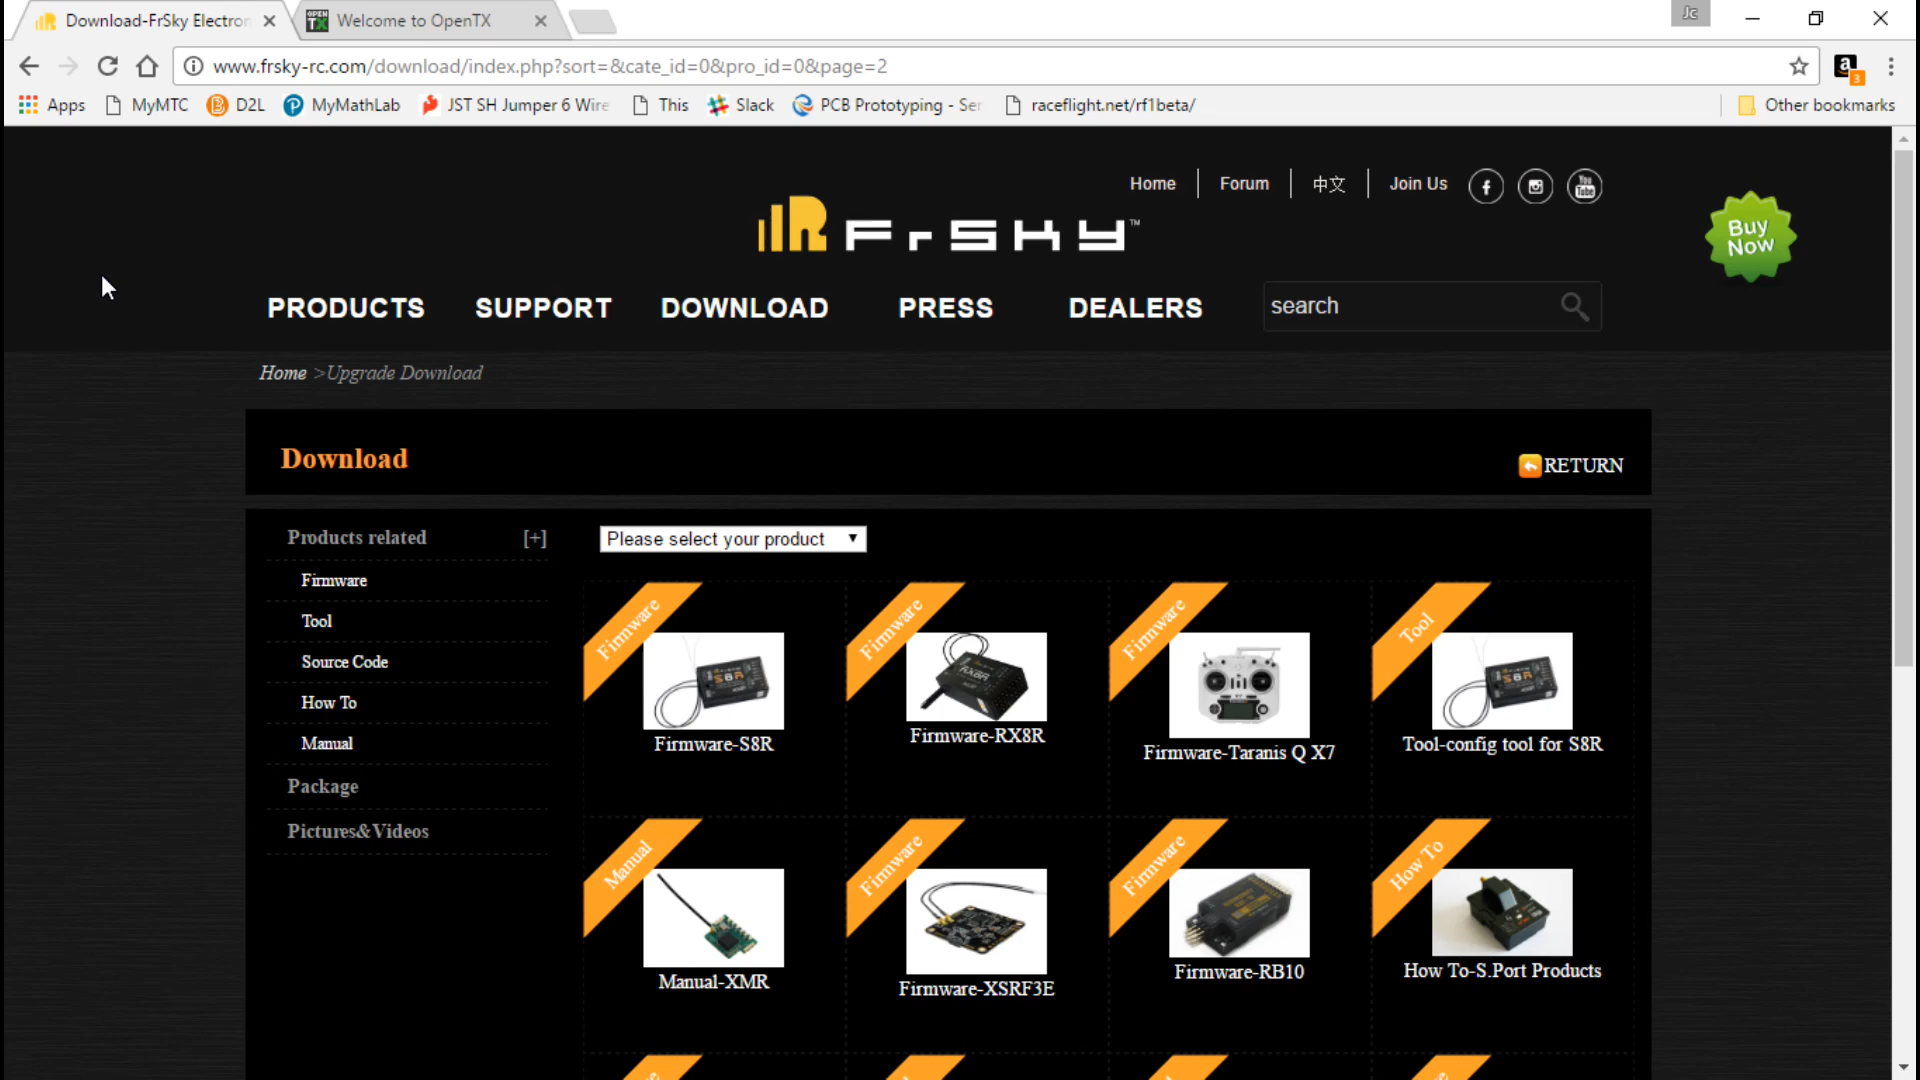 Download-FrSky Electron
Welcome to OpenTX
Jc
www.frsky-rc.com/download/index.php?sort=&cate_id=0&pro_id=0&page=2
a
3
Apps
MyMTC
D2L
MyMathLab
JST SH Jumper 6 Wire
This
Slack
PCB Prototyping - Ser
raceflight.net/rf1beta/
Other bookmarks
Home
Forum
中文
Join Us
You Tube
FrSKY™
Buy
Now
PRODUCTS
SUPPORT
DOWNLOAD
PRESS
DEALERS
search
Home >Upgrade Download
Download
RETURN
Products related [+]
Firmware
Tool
Source Code
How To
Manual
Package
Pictures&Videos
Please select your product
Firmware
Firmware
Firmware
Tool
Firmware-S8R
Firmware-RX8R
Firmware-Taranis Q X7
Tool-config tool for S8R
Manual
Firmware
Firmware
How To
Manual-XMR
Firmware-XSRF3E
Firmware-RB10
How To-S.Port Products